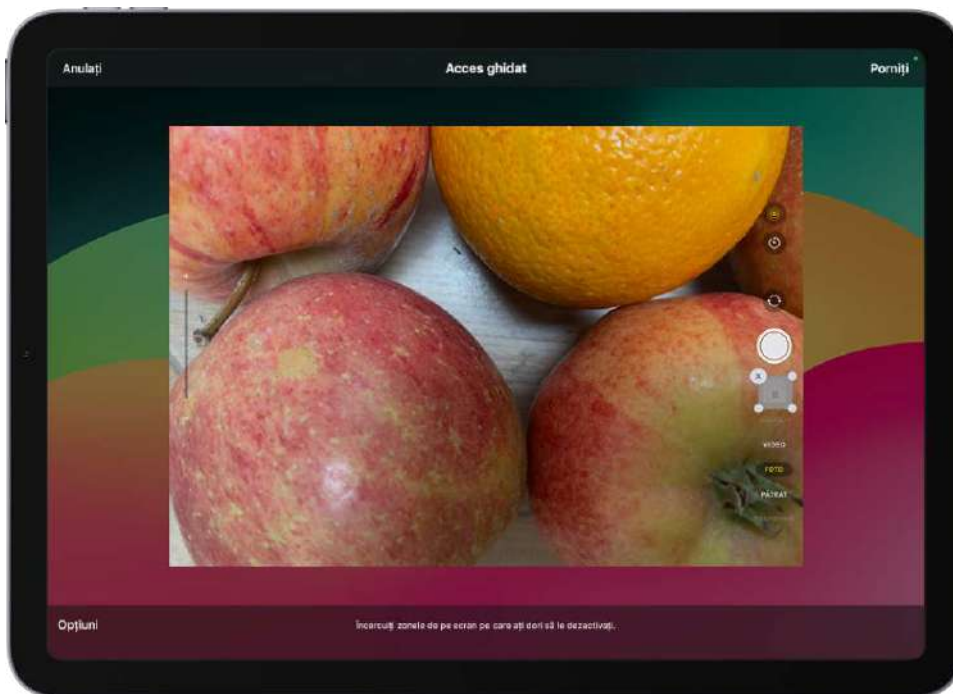 Anulați
Acces ghidat
Porniți
VIDEO
FOTO
PĂTRAT
Opțiuni
Încercuiți zonele de pe ecran pe care ați dori să le dezactivați.